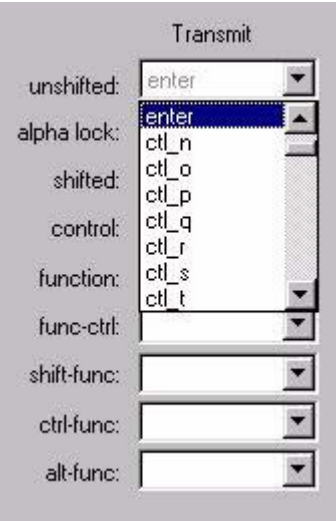 Transmit
unshifted: enter
enter
alpha lock: ctl_n
ctl_o
shifted: ctl_p
control: ctl_q
ctl_r
function: ctl_s
ctl_t
func-ctrl:
shift-func:
ctrl-func:
alt-func: